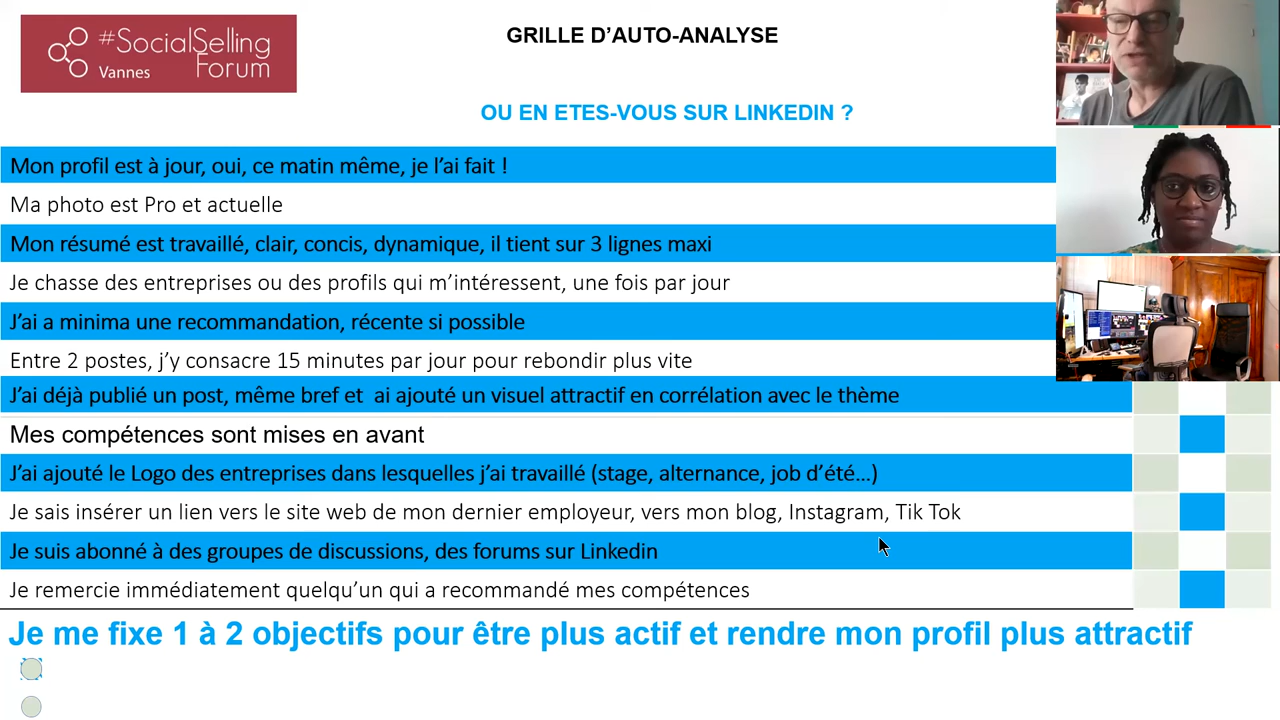 #SocialSelling
Forum
Vannes
GRILLE D’AUTO-ANALYSE
OU EN ETES-VOUS SUR LINKEDIN ?
Mon profil est à jour, oui, ce matin même, je l’ai fait !
Ma photo est Pro et actuelle
Mon résumé est travaillé, clair, concis, dynamique, il tient sur 3 lignes maxi
Je chasse des entreprises ou des profils qui m’intéressent, une fois par jour
J’ai a minima une recommandation, récente si possible
Entre 2 postes, j’y consacre 15 minutes par jour pour rebondir plus vite
J’ai déjà publié un post, même bref et ai ajouté un visuel attractif en corrélation avec le thème
Mes compétences sont mises en avant
J’ai ajouté le Logo des entreprises dans lesquelles j’ai travaillé (stage, alternance, job d’été…)
Je sais insérer un lien vers le site web de mon dernier employeur, vers mon blog, Instagram, Tik Tok
Je suis abonné à des groupes de discussions, des forums sur Linkedin
Je remercie immédiatement quelqu’un qui a recommandé mes compétences
Je me fixe 1 à 2 objectifs pour être plus actif et rendre mon profil plus attractif